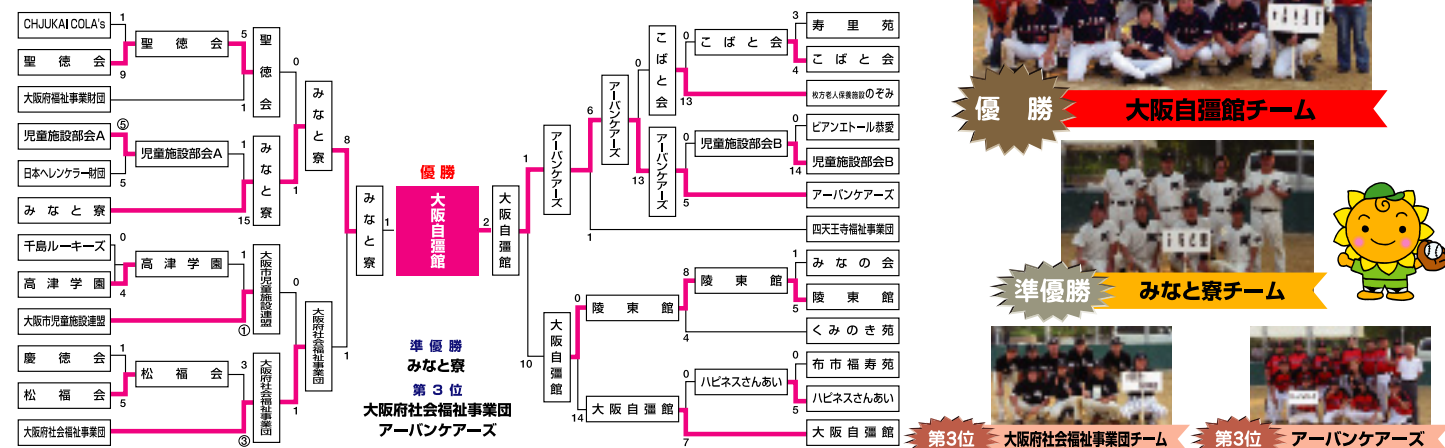 CHJUKAI COLA's
1
聖徳会
9
大阪府福祉事業財団
児童施設部会A
⑤
日本ヘレンケラー財団
5
みなと寮
千島ルーキーズ
0
高津学園
4
大阪市児童施設連盟
慶徳会
1
松福会
5
大阪府社会福祉事業団
聖徳会
5
1
児童施設部会A
1
15
高津学園
1
①
松福会
3
③
聖徳会
0
みなと寮
1
大阪市児童施設連盟
0
大阪府社会福祉事業団
1
みなと寮
8
大阪府社会福祉事業団
1
みなと寮
1
優勝
大阪自彊館
2
準優勝
みなと寮
第3位
大阪府社会福祉事業団
アーバンケアーズ
大阪自彊館
1
10
アーバンケアーズ
6
1
大阪自彊館
0
14
アーバンケアーズ
0
13
こばと会
0
13
アーバンケアーズ
0
5
陵東館
8
4
大阪自彊館
0
7
こばと会
3
4
児童施設部会B
0
14
陵東館
1
5
ハピネスさんあい
0
5
寿里苑
こばと会
枚方老人保養施設のぞみ
ビアンエトール恭愛
児童施設部会B
アーバンケアーズ
四天王寺福祉事業団
みなの会
陵東館
くみのき苑
布市福寿苑
ハピネスさんあい
大阪自彊館
優勝
大阪自彊館チーム
準優勝
みなと寮チーム
第3位
大阪府社会福祉事業団チーム
第3位
アーバンケアーズ